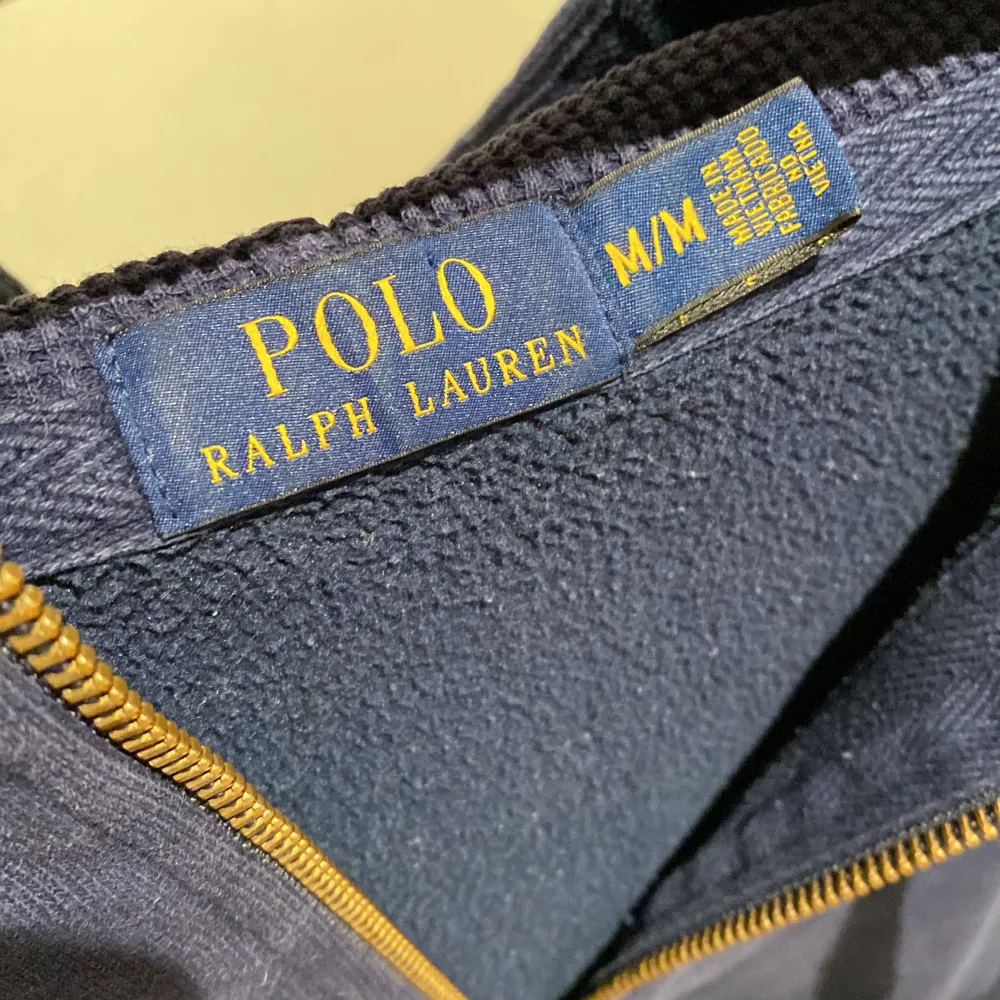 POLO
RALPH LAUREN
M/M
MADE IN
VIETNAM
FABRICADO
NO
VIETNA